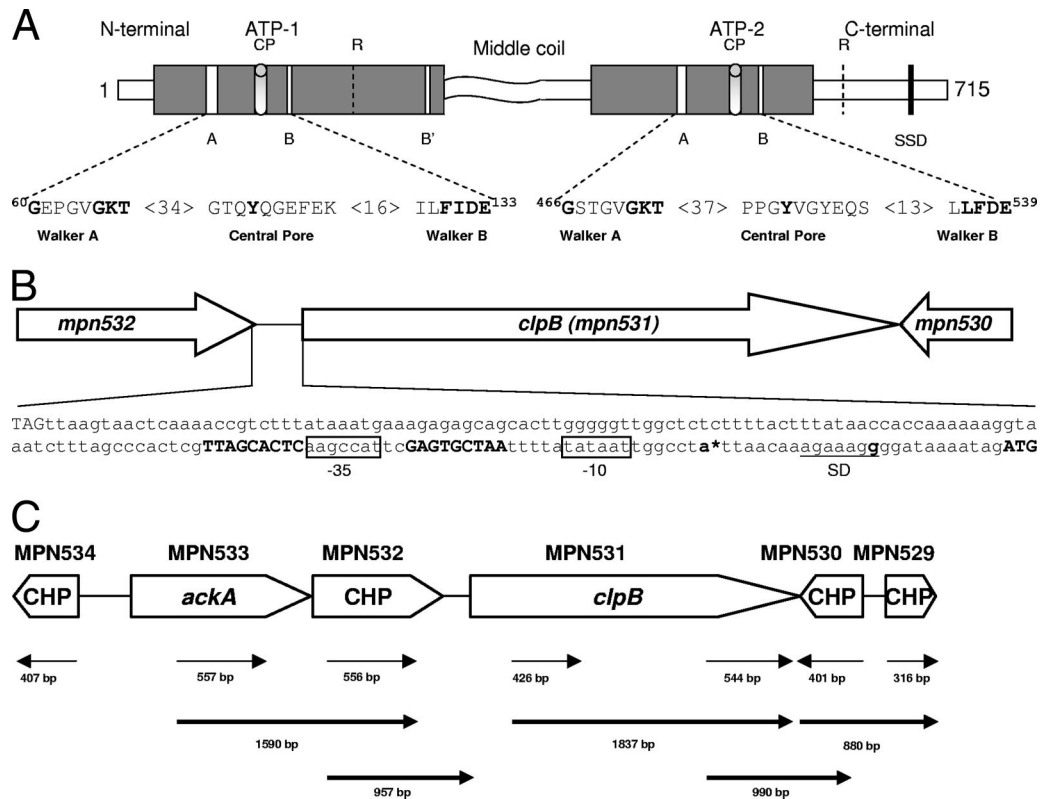 A
N-terminal ATP-1 Middle coil ATP-2 C-terminal
CP R CP R
1 715
A B B' A B SSD
60GEPGVGKT <34> GTQYQGEFEK <16> ILFIDE133 466GSTGVGKT <37> PPGYVGYEQS <13> LLFDE539
Walker A Central Pore Walker B Walker A Central Pore Walker B
B
mpn532 clpB (mpn531) mpn530
TAGttaagtaactcaaaaccgtctttataaatgaaagagagcagcacttgggggttggctctcttttactttataaccaccaaaaaaggta
aatctttagcccactcgTTAGCACTCaagccattcGAGTGCTAAttttatataattggcctaa*ttaacaaagaaagggataaaatagATG
-35 -10 SD
C
MPN534 MPN533 MPN532 MPN531 MPN530 MPN529
CHP ackA CHP clpB CHP CHP
407 bp 557 bp 556 bp 426 bp 544 bp 401 bp 316 bp
1590 bp 1837 bp 880 bp
957 bp 990 bp